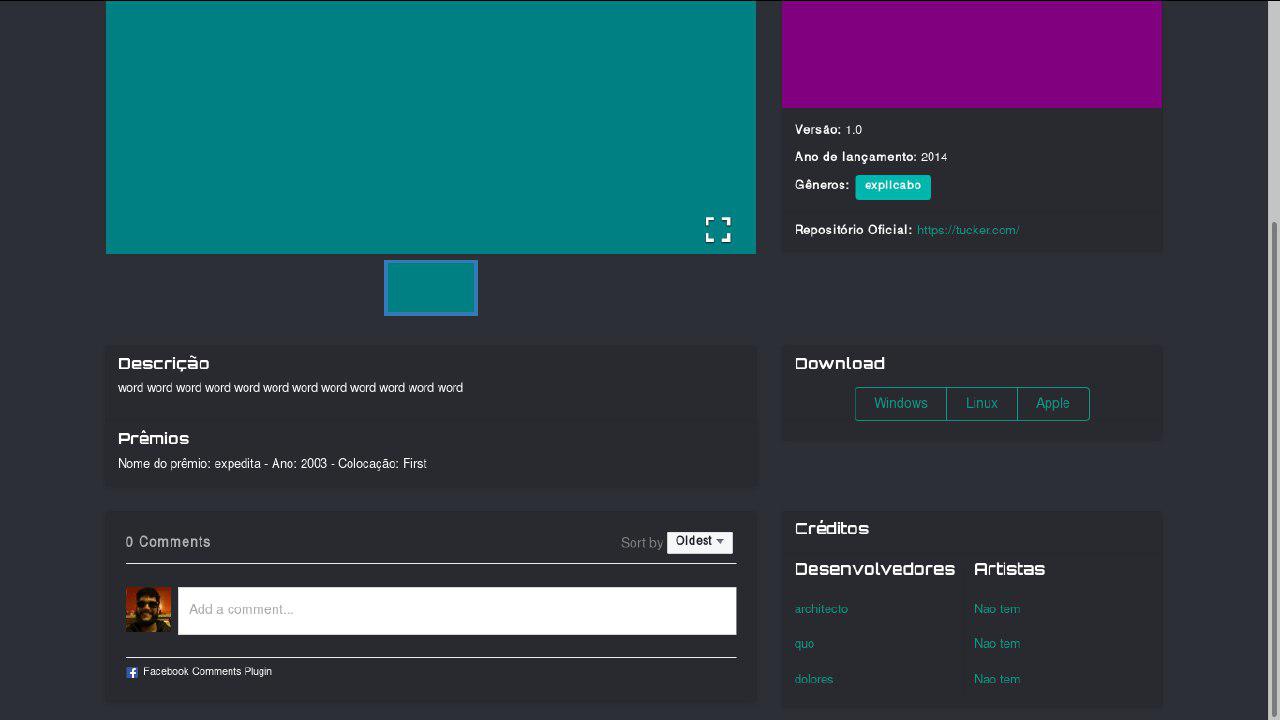 Versão: 1.0
Ano de lançamento: 2014
Gêneros: explicabo
Repositório Oficial: https://tucker.com/
Descrição
word word word word word word word word word word word word
Prêmios
Nome do prêmio: expedita - Ano: 2003 - Colocação: First
Download
Windows Linux Apple
0 Comments Sort by Oldest
Add a comment...
Facebook Comments Plugin
Créditos
Desenvolvedores Artistas
architecto Nao tem
quo Nao tem
dolores Nao tem